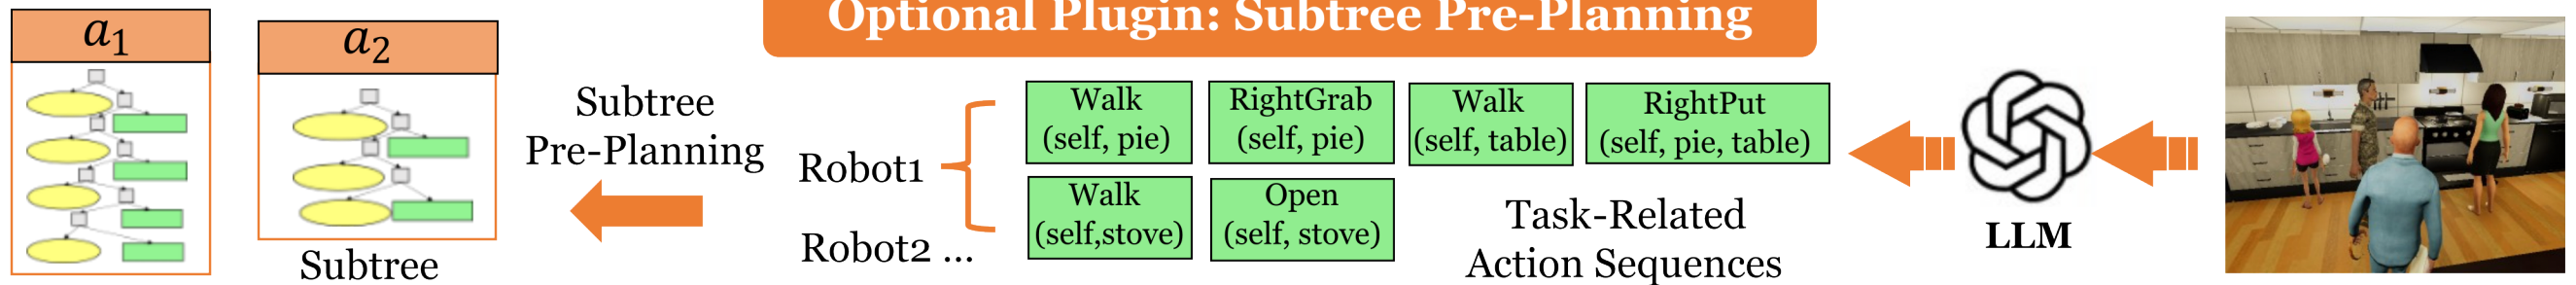 Optional Plugin: Subtree Pre-Planning
a₁
a₂
Subtree
Subtree
Pre-Planning
Robot1
Robot2 ...
Walk
(self, pie)
RightGrab
(self, pie)
Walk
(self, table)
RightPut
(self, pie, table)
Walk
(self,stove)
Open
(self, stove)
Task-Related
Action Sequences
LLM